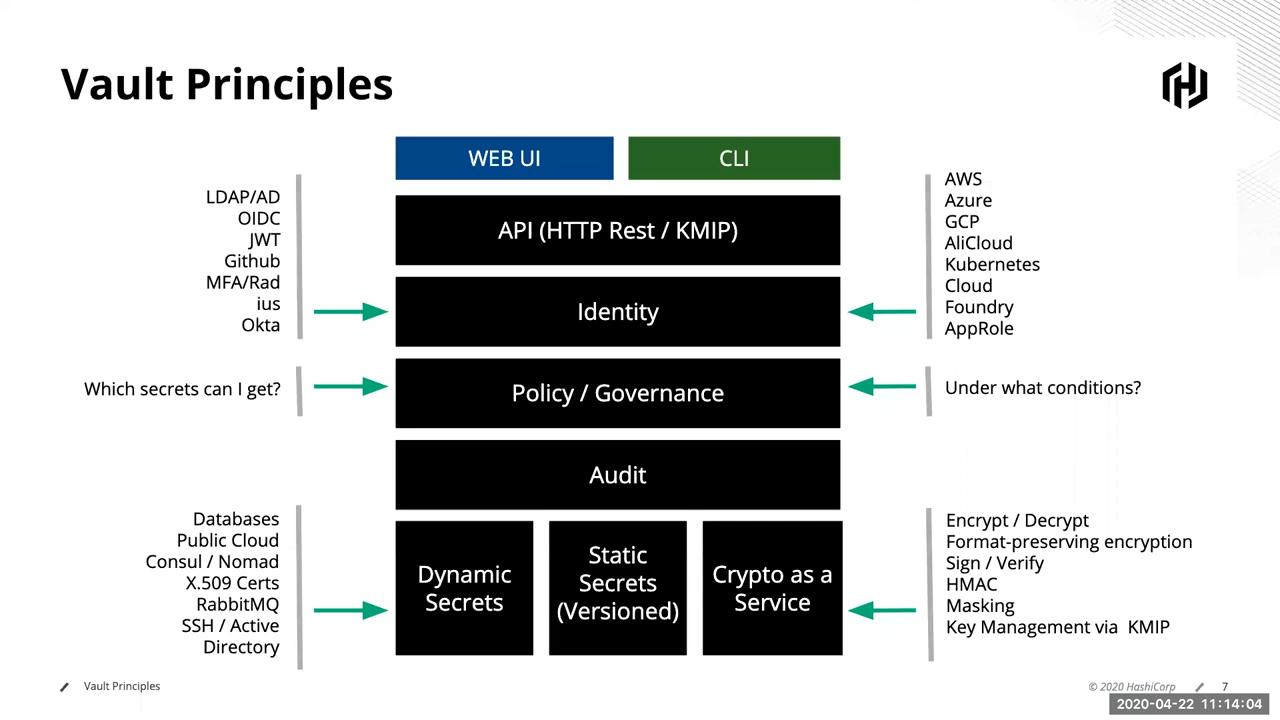 Vault Principles
WEB UI
CLI
API (HTTP Rest / KMIP)
LDAP/AD
OIDC
JWT
Github
MFA/Rad
ius
Okta
Identity
AWS
Azure
GCP
AliCloud
Kubernetes
Cloud
Foundry
AppRole
Which secrets can I get?
Policy / Governance
Under what conditions?
Audit
Databases
Public Cloud
Consul / Nomad
X.509 Certs
RabbitMQ
SSH / Active
Directory
Dynamic
Secrets
Static
Secrets
(Versioned)
Crypto as a
Service
Encrypt / Decrypt
Format-preserving encryption
Sign / Verify
HMAC
Masking
Key Management via  KMIP
Vault Principles
© 2020 HashiCorp
7
2020-04-22 11:14:04